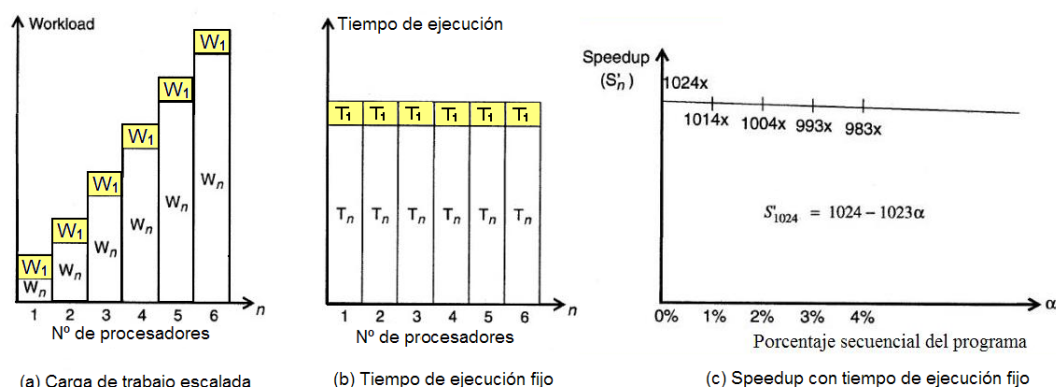 Workload
W₁
Wₙ
W₁
Wₙ
W₁
Wₙ
W₁
Wₙ
W₁
Wₙ
W₁
Wₙ
1 2 3 4 5 6 n
Nº de procesadores
(a) Carga de trabajo escalada
Tiempo de ejecución
T₁ T₁ T₁ T₁ T₁ T₁
Tₙ Tₙ Tₙ Tₙ Tₙ Tₙ
1 2 3 4 5 6 n
Nº de procesadores
(b) Tiempo de ejecución fijo
Speedup
(S'ₙ)
1024x
1014x 1004x 993x 983x
S'₁₀₂₄ = 1024 − 1023α
0% 1% 2% 3% 4% α
Porcentaje secuencial del programa
(c) Speedup con tiempo de ejecución fijo